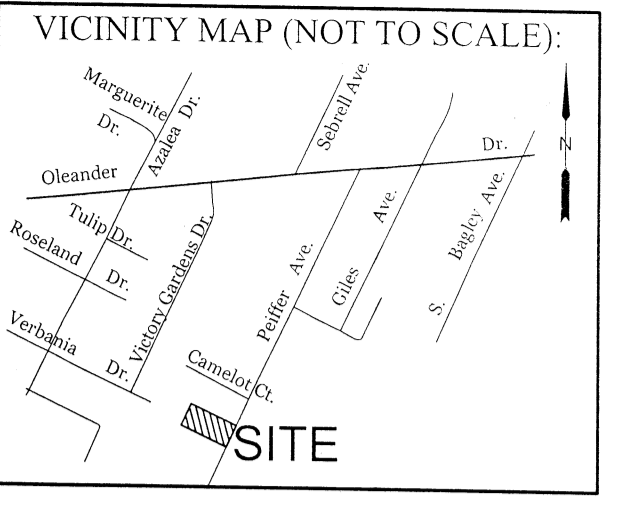 VICINITY MAP (NOT TO SCALE):
Marguerite
Dr.
Azalea Dr.
Sebrell Ave.
Oleander
Dr.
N
Tulip Dr.
Roseland
Dr.
Victory Gardens Dr.
Peiffer Ave.
Giles Ave.
S. Bagley Ave.
Verbania
Dr.
Camelot Ct.
SITE